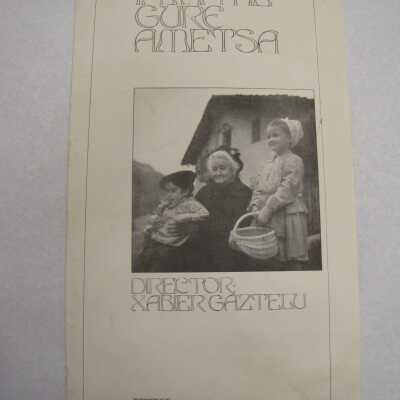 GURE
AMETSA
DIRECTOR:
XABIER GAZTELU